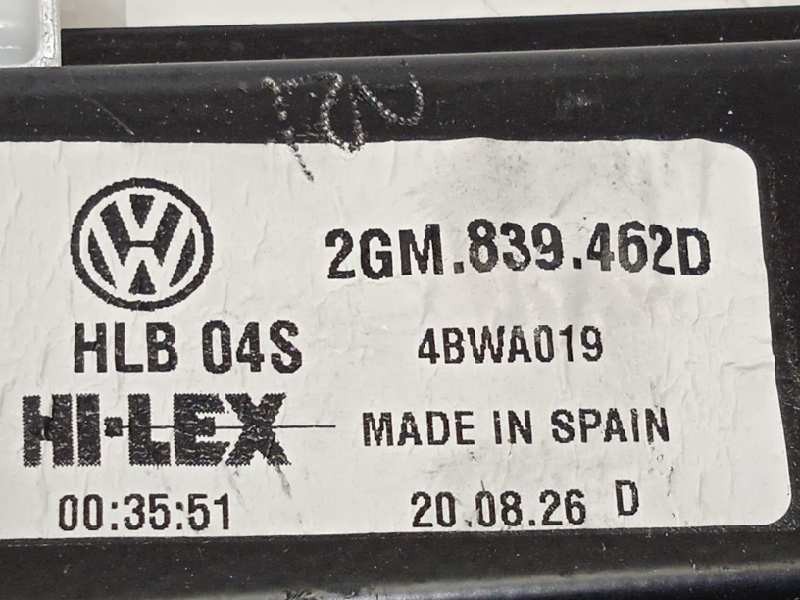 2GM.839.462D
HLB 04S 4BWA019
HI-LEX MADE IN SPAIN
00:35:51 20 08.26 D